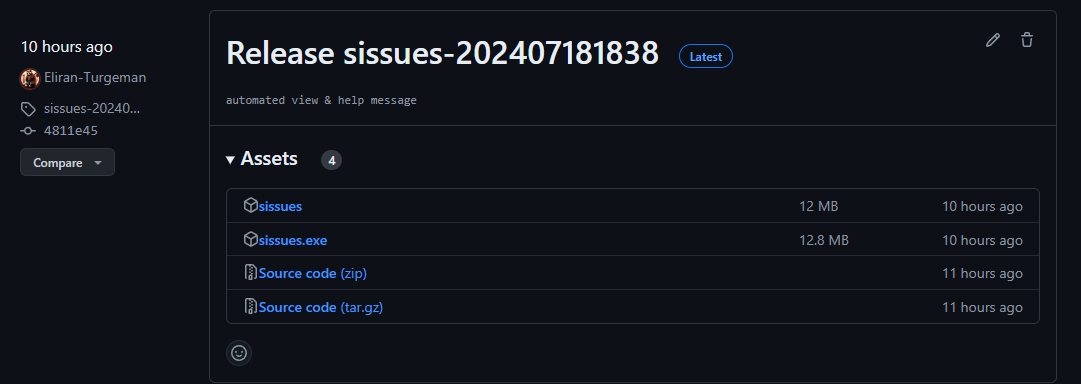 10 hours ago
Eliran-Turgeman
sissues-20240...
4811e45
Compare
Release sissues-202407181838 Latest
automated view & help message
Assets 4
sissues 12 MB 10 hours ago
sissues.exe 12.8 MB 10 hours ago
Source code (zip) 11 hours ago
Source code (tar.gz) 11 hours ago